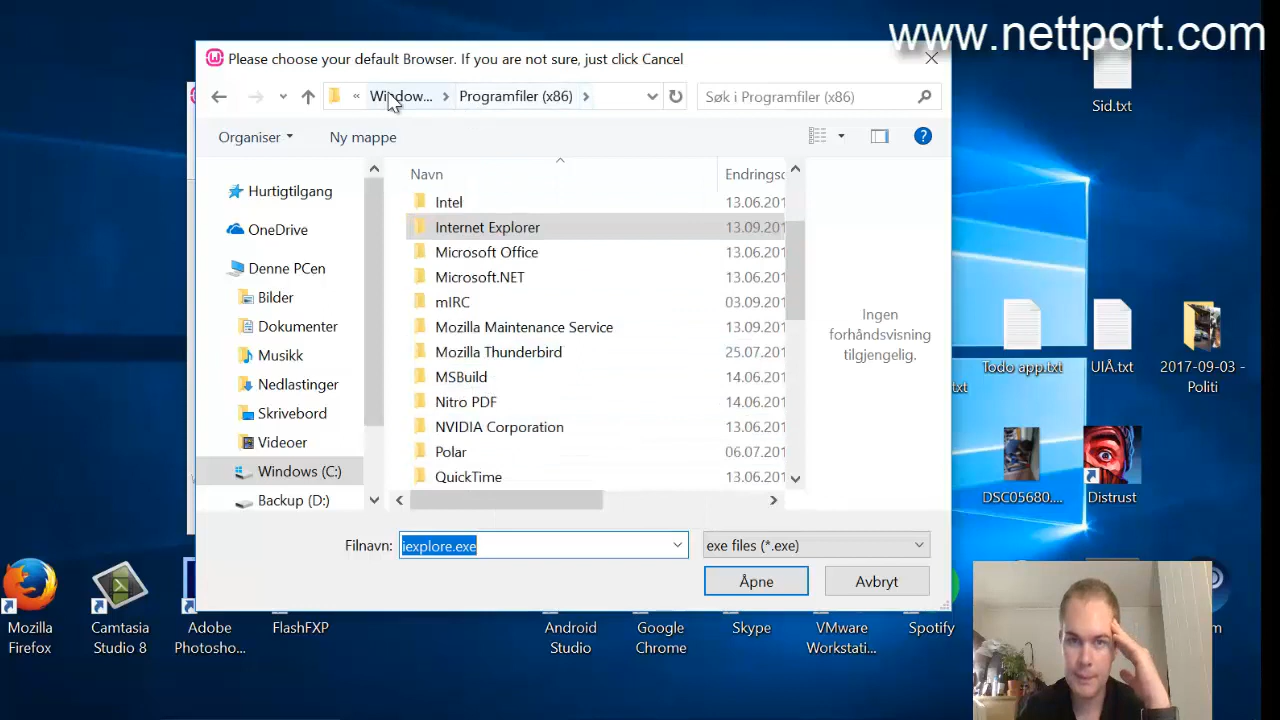 www.nettport.com
Please choose your default Browser. If you are not sure, just click Cancel
« Window... Programfiler (x86)
Søk i Programfiler (x86)
Organiser
Ny mappe
Navn
Endringsc
Hurtigtilgang
OneDrive
Denne PCen
Bilder
Dokumenter
Musikk
Nedlastinger
Skrivebord
Videoer
Windows (C:)
Backup (D:)
Intel 13.06.201
Internet Explorer 13.09.201
Microsoft Office 13.06.201
Microsoft.NET 13.06.201
mIRC 03.09.201
Mozilla Maintenance Service 13.09.201
Mozilla Thunderbird 25.07.201
MSBuild 14.06.201
Nitro PDF 14.06.201
NVIDIA Corporation 13.06.201
Polar 06.07.201
QuickTime 13.06.201
Ingen
forhåndsvisning
tilgjengelig.
Filnavn: iexplore.exe
exe files (*.exe)
Åpne
Avbryt
Sid.txt
txt
Todo app.txt
UIÅ.txt
2017-09-03 -
Politi
DSC05680....
Distrust
Mozilla
Firefox
Camtasia
Studio 8
Adobe
Photosho...
FlashFXP
Android
Studio
Google
Chrome
Skype
VMware
Workstati...
Spotify